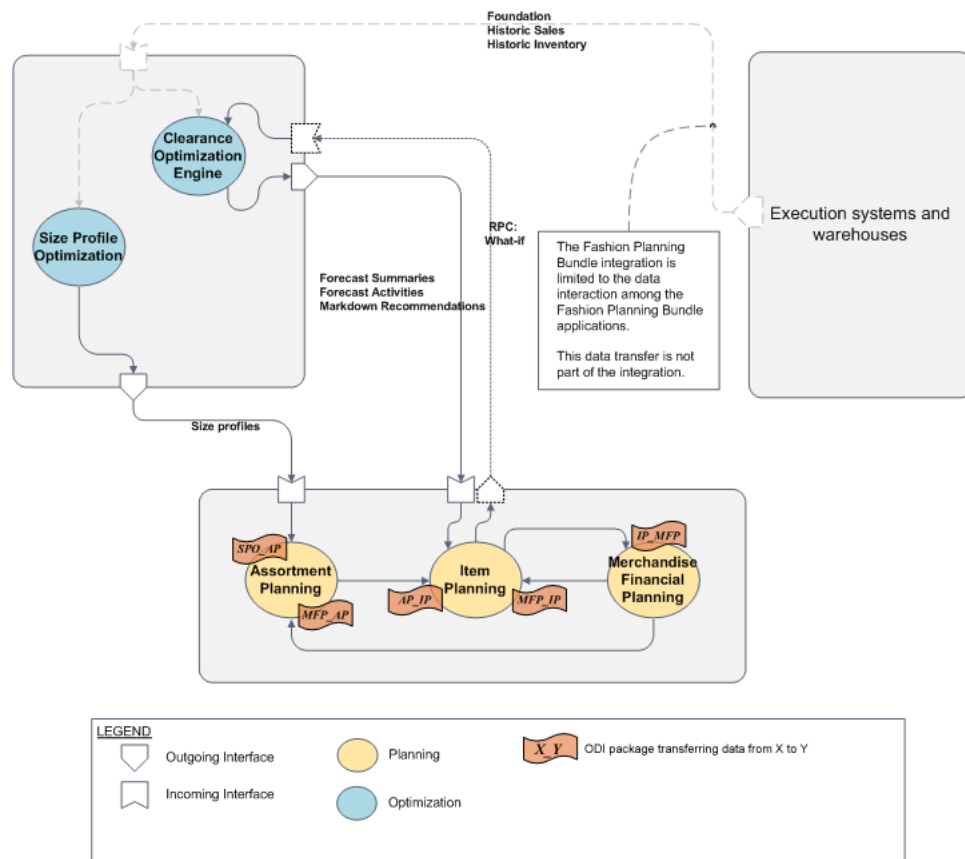 Foundation
Historic Sales
Historic Inventory
Clearance
Optimization
Engine
Size Profile
Optimization
Execution systems and
warehouses
RPC:
What-if
The Fashion Planning
Bundle integration is
limited to the data
interaction among the
Fashion Planning Bundle
applications.
This data transfer is not
part of the integration.
Forecast Summaries
Forecast Activities
Markdown Recommendations
Size profiles
SPO_AP
Assortment
Planning
MFP_AP
Item
Planning
AP_IP
MFP_IP
IP_MFP
Merchandise
Financial
Planning
LEGEND
Outgoing Interface
Incoming Interface
Planning
Optimization
X_Y
ODI package transferring data from X to Y